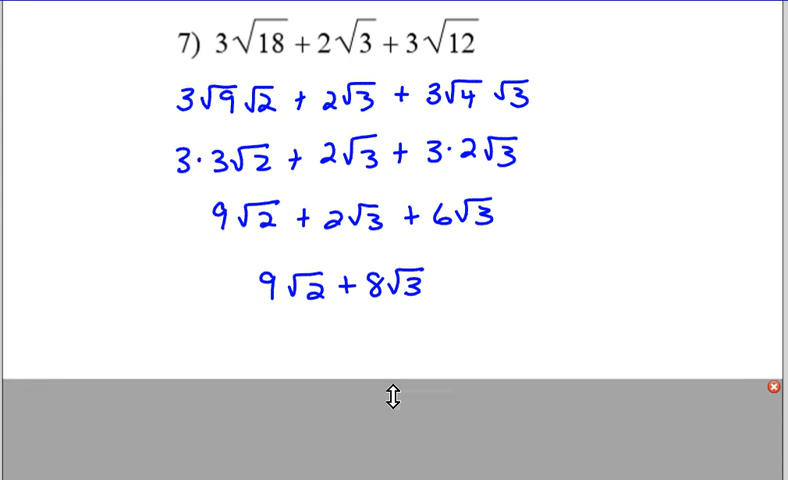 7) 3√18 + 2√3 + 3√12
3√9 √2 + 2√3 + 3√4 √3
3·3√2 + 2√3 + 3·2√3
9√2 + 2√3 + 6√3
9√2 + 8√3